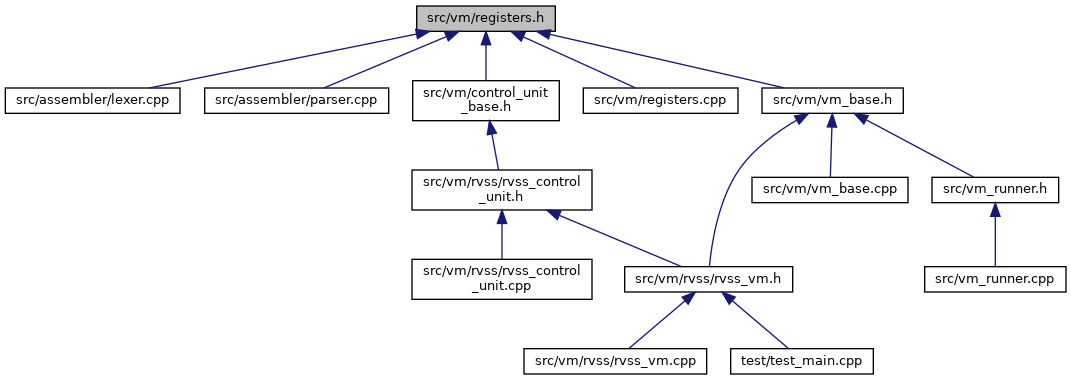 src/vm/registers.h
src/assembler/lexer.cpp
src/assembler/parser.cpp
src/vm/control_unit
_base.h
src/vm/registers.cpp
src/vm/vm_base.h
src/vm/rvss/rvss_control
_unit.h
src/vm/vm_base.cpp
src/vm_runner.h
src/vm/rvss/rvss_control
_unit.cpp
src/vm/rvss/rvss_vm.h
src/vm_runner.cpp
src/vm/rvss/rvss_vm.cpp
test/test_main.cpp